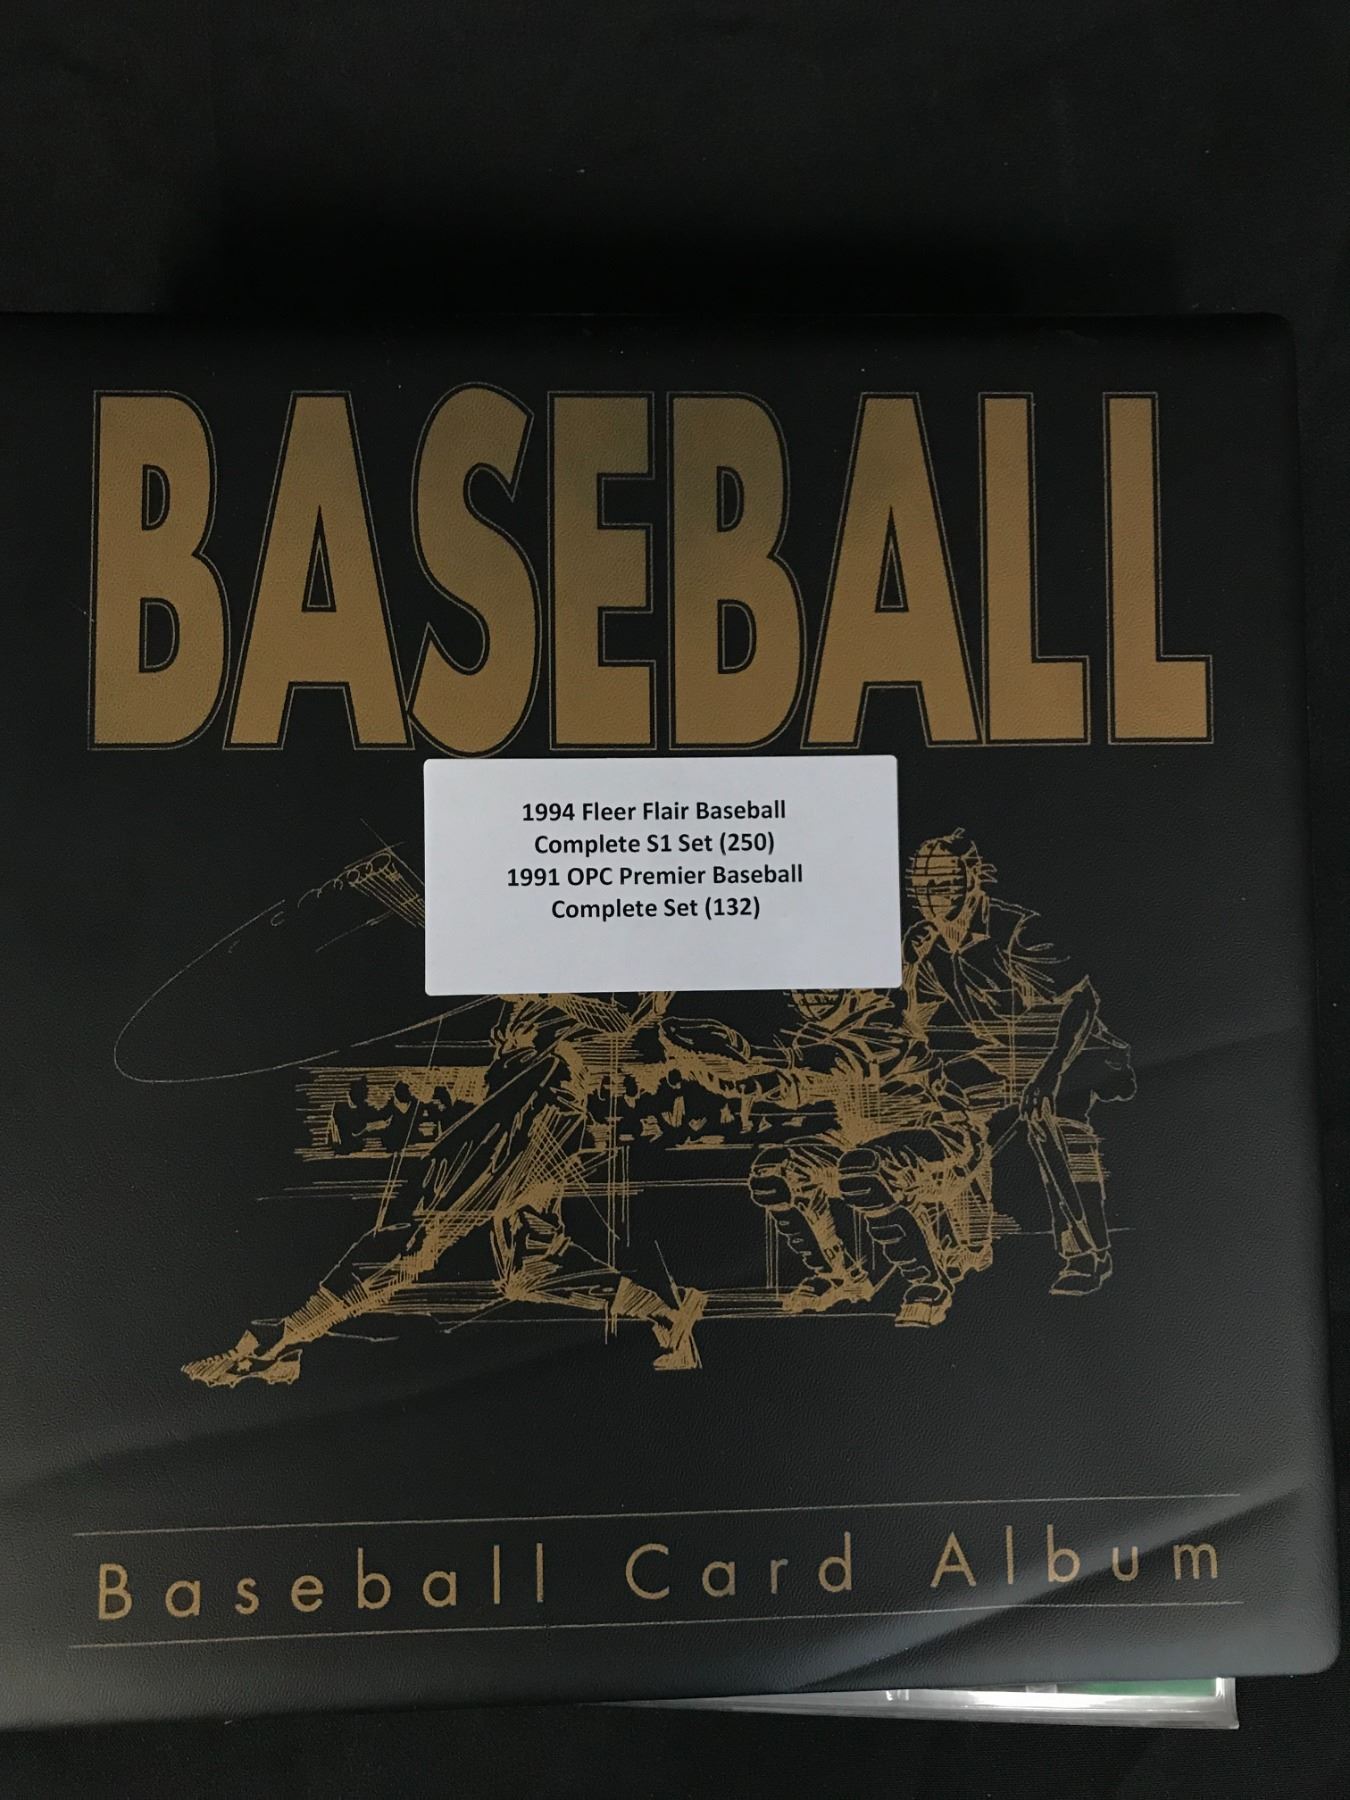 BASEBALL
1994 Fleer Flair Baseball
Complete S1 Set (250)
1991 OPC Premier Baseball
Complete Set (132)
Baseball Card Album